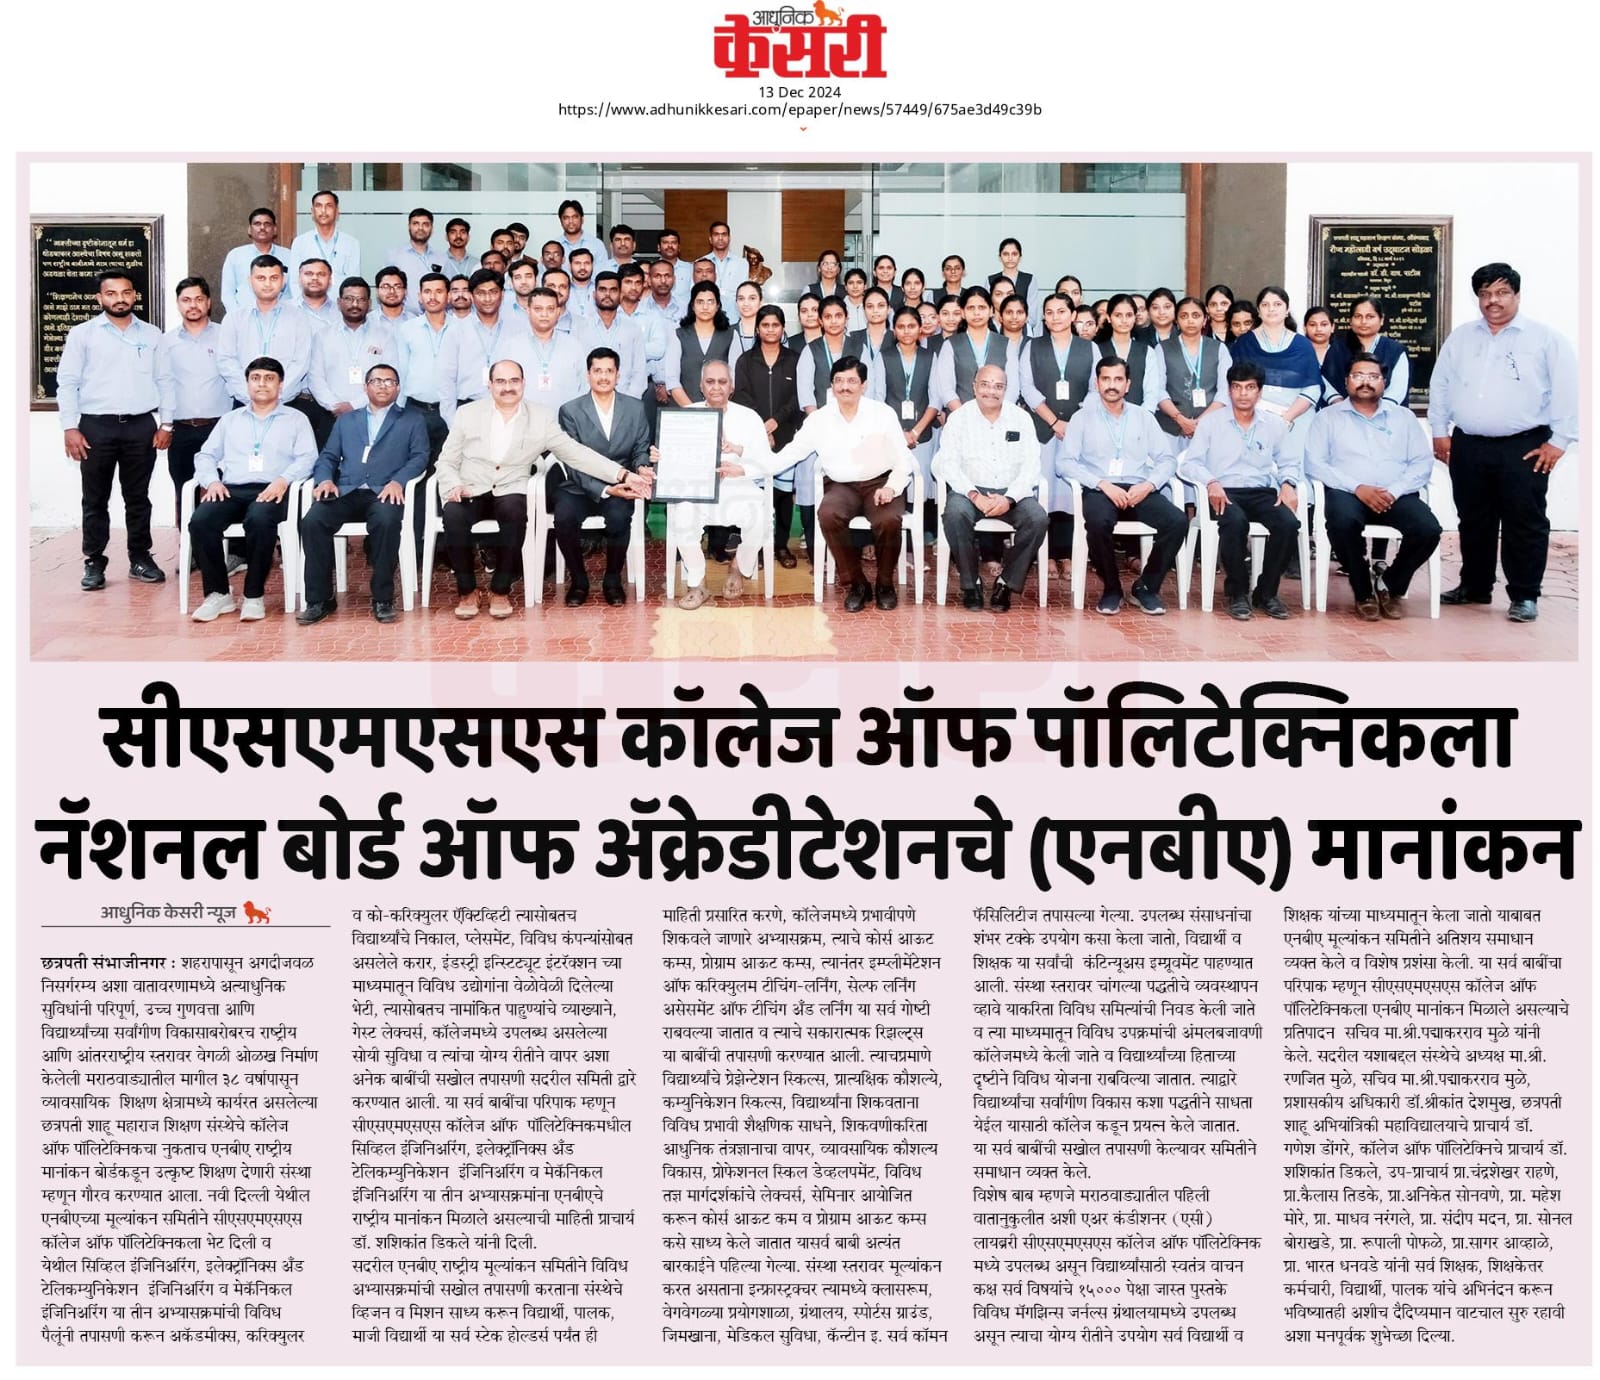 आधुनिक
केसरी
13 Dec 2024
https://www.adhunikkesari.com/epaper/news/57449/675ae3d49c39b
सीएसएमएसएस कॉलेज ऑफ पॉलिटेक्निकला
नॅशनल बोर्ड ऑफ अ‍ॅक्रेडीटेशनचे (एनबीए) मानांकन
आधुनिक केसरी न्यूज
छत्रपती संभाजीनगर : शहरापासून अगदीजवळ
निसर्गरम्य अशा वातावरणामध्ये अत्याधुनिक
सुविधांनी परिपूर्ण, उच्च गुणवत्ता आणि
विद्यार्थ्यांच्या सर्वांगीण विकासाबरोबरच राष्ट्रीय
आणि आंतरराष्ट्रीय स्तरावर वेगळी ओळख निर्माण
केलेली मराठवाड्यातील मागील ३८ वर्षापासून
व्यावसायिक शिक्षण क्षेत्रामध्ये कार्यरत असलेल्या
छत्रपती शाहू महाराज शिक्षण संस्थेचे कॉलेज
ऑफ पॉलिटेक्निकचा नुकताच एनबीए राष्ट्रीय
मानांकन बोर्डकडून उत्कृष्ट शिक्षण देणारी संस्था
म्हणून गौरव करण्यात आला. नवी दिल्ली येथील
एनबीएच्या मूल्यांकन समितीने सीएसएमएसएस
कॉलेज ऑफ पॉलिटेक्निकला भेट दिली व
येथील सिव्हिल इंजिनिअरिंग, इलेक्ट्रॉनिक्स अँड
टेलिकम्युनिकेशन इंजिनिअरिंग व मेकॅनिकल
इंजिनिअरिंग या तीन अभ्यासक्रमांची विविध
पैलूंनी तपासणी करून अकॅडमीक्स, करिक्युलर
व को-करिक्युलर ऍक्टिव्हिटी त्यासोबतच
विद्यार्थ्यांचे निकाल, प्लेसमेंट, विविध कंपन्यांसोबत
असलेले करार, इंडस्ट्री इन्स्टिट्यूट इंटरॅक्शन च्या
माध्यमातून विविध उद्योगांना वेळोवेळी दिलेल्या
भेटी, त्यासोबतच नामांकित पाहुण्यांचे व्याख्याने,
गेस्ट लेक्चर्स, कॉलेजमध्ये उपलब्ध असलेल्या
सोयी सुविधा व त्यांचा योग्य रीतीने वापर अशा
अनेक बाबींची सखोल तपासणी सदरील समिती द्वारे
करण्यात आली. या सर्व बाबींचा परिपाक म्हणून
सीएसएमएसएस कॉलेज ऑफ पॉलिटेक्निकमधील
सिव्हिल इंजिनिअरिंग, इलेक्ट्रॉनिक्स अँड
टेलिकम्युनिकेशन इंजिनिअरिंग व मेकॅनिकल
इंजिनिअरिंग या तीन अभ्यासक्रमांना एनबीएचे
राष्ट्रीय मानांकन मिळाले असल्याची माहिती प्राचार्य
डॉ. शशिकांत डिकले यांनी दिली.
सदरील एनबीए राष्ट्रीय मूल्यांकन समितीने विविध
अभ्यासक्रमांची सखोल तपासणी करताना संस्थेचे
व्हिजन व मिशन साध्य करून विद्यार्थी, पालक,
माजी विद्यार्थी या सर्व स्टेक होल्डर्स पर्यंत ही
माहिती प्रसारित करणे, कॉलेजमध्ये प्रभावीपणे
शिकवले जाणारे अभ्यासक्रम, त्याचे कोर्स आऊट
कम्स, प्रोग्राम आऊट कम्स, त्यानंतर इम्प्लीमेंटेशन
ऑफ करिक्युलम टीचिंग-लर्निंग, सेल्फ लर्निंग
असेसमेंट ऑफ टीचिंग अँड लर्निंग या सर्व गोष्टी
राबवल्या जातात व त्याचे सकारात्मक रिझल्ट्स
या बाबींची तपासणी करण्यात आली. त्याचप्रमाणे
विद्यार्थ्यांचे प्रेझेन्टेशन स्किल्स, प्रात्यक्षिक कौशल्ये,
कम्युनिकेशन स्किल्स, विद्यार्थ्यांना शिकवताना
विविध प्रभावी शैक्षणिक साधने, शिकवणीकरिता
आधुनिक तंत्रज्ञानाचा वापर, व्यावसायिक कौशल्य
विकास, प्रोफेशनल स्किल डेव्हलपमेंट, विविध
तज्ञ मार्गदर्शकांचे लेक्चर्स, सेमिनार आयोजित
करून कोर्स आऊट कम व प्रोग्राम आऊट कम्स
कसे साध्य केले जातात यासर्व बाबी अत्यंत
बारकाईने पहिल्या गेल्या. संस्था स्तरावर मूल्यांकन
करत असताना इन्फ्रास्ट्रक्चर त्यामध्ये क्लासरूम,
वेगवेगळ्या प्रयोगशाळा, ग्रंथालय, स्पोर्टस ग्राउंड,
जिमखाना, मेडिकल सुविधा, कॅन्टीन इ. सर्व कॉमन
फॅसिलिटीज तपासल्या गेल्या. उपलब्ध संसाधनांचा
शंभर टक्के उपयोग कसा केला जातो, विद्यार्थी व
शिक्षक या सर्वांची कंटिन्यूअस इम्प्रूवमेंट पाहण्यात
आली. संस्था स्तरावर चांगल्या पद्धतीचे व्यवस्थापन
व्हावे याकरिता विविध समित्यांची निवड केली जाते
व त्या माध्यमातून विविध उपक्रमांची अंमलबजावणी
कॉलेजमध्ये केली जाते व विद्यार्थ्यांच्या हिताच्या
दृष्टीने विविध योजना राबविल्या जातात. त्याद्वारे
विद्यार्थ्यांचा सर्वांगीण विकास कशा पद्धतीने साधता
येईल यासाठी कॉलेज कडून प्रयत्न केले जातात.
या सर्व बाबींची सखोल तपासणी केल्यावर समितीने
समाधान व्यक्त केले.
विशेष बाब म्हणजे मराठवाड्यातील पहिली
वातानुकुलीत अशी एअर कंडीशनर (एसी)
लायब्ररी सीएसएमएसएस कॉलेज ऑफ पॉलिटेक्निक
मध्ये उपलब्ध असून विद्यार्थ्यांसाठी स्वतंत्र वाचन
कक्ष सर्व विषयांचे १५००० पेक्षा जास्त पुस्तके
विविध मॅगझिन्स जर्नल्स ग्रंथालयामध्ये उपलब्ध
असून त्याचा योग्य रीतीने उपयोग सर्व विद्यार्थी व
शिक्षक यांच्या माध्यमातून केला जातो याबाबत
एनबीए मूल्यांकन समितीने अतिशय समाधान
व्यक्त केले व विशेष प्रशंसा केली. या सर्व बाबींचा
परिपाक म्हणून सीएसएमएसएस कॉलेज ऑफ
पॉलिटेक्निकला एनबीए मानांकन मिळाले असल्याचे
प्रतिपादन सचिव मा.श्री.पद्माकरराव मुळे यांनी
केले. सदरील यशाबद्दल संस्थेचे अध्यक्ष मा.श्री.
रणजित मुळे, सचिव मा.श्री.पद्माकरराव मुळे,
प्रशासकीय अधिकारी डॉ.श्रीकांत देशमुख, छत्रपती
शाहू अभियांत्रिकी महाविद्यालयाचे प्राचार्य डॉ.
गणेश डोंगरे, कॉलेज ऑफ पॉलिटेक्निचे प्राचार्य डॉ.
शशिकांत डिकले, उप-प्राचार्य प्रा.चंद्रशेखर राहणे,
प्रा.कैलास तिडके, प्रा.अनिकेत सोनवणे, प्रा. महेश
मोरे, प्रा. माधव नरंगले, प्रा. संदीप मदन, प्रा. सोनल
बोराखडे, प्रा. रूपाली पोफळे, प्रा.सागर आव्हाळे,
प्रा. भारत धनवडे यांनी सर्व शिक्षक, शिक्षकेत्तर
कर्मचारी, विद्यार्थी, पालक यांचे अभिनंदन करून
भविष्यातही अशीच दैदिप्यमान वाटचाल सुरु रहावी
अशा मनपूर्वक शुभेच्छा दिल्या.